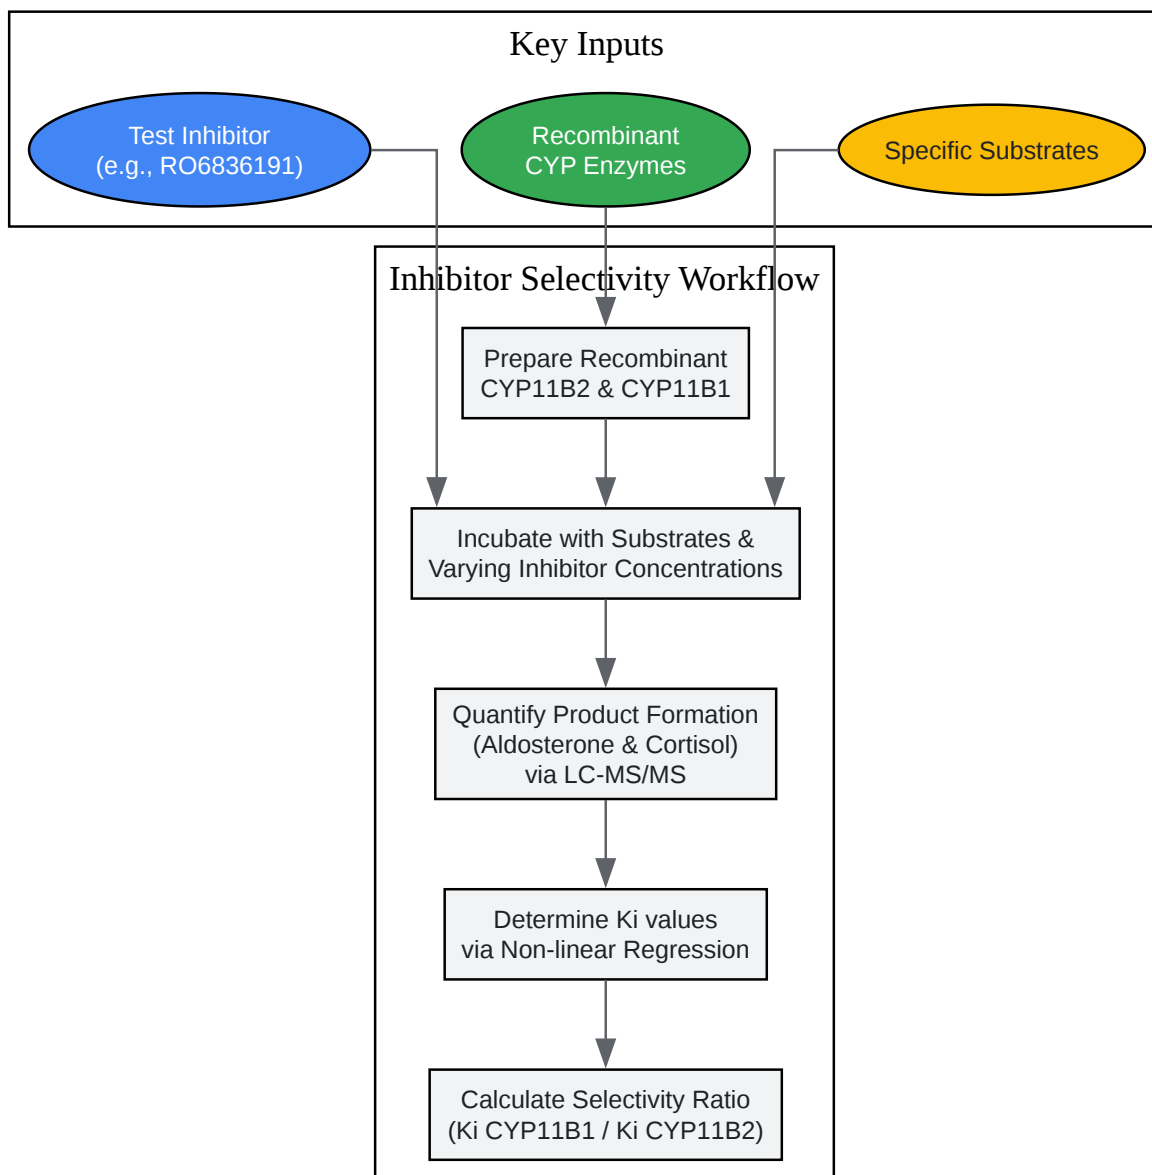 Key Inputs
Test Inhibitor
(e.g., RO6836191)
Recombinant
CYP Enzymes
Specific Substrates
Inhibitor Selectivity Workflow
Prepare Recombinant
CYP11B2 & CYP11B1
Incubate with Substrates &
Varying Inhibitor Concentrations
Quantify Product Formation
(Aldosterone & Cortisol)
via LC-MS/MS
Determine Ki values
via Non-linear Regression
Calculate Selectivity Ratio
(Ki CYP11B1 / Ki CYP11B2)